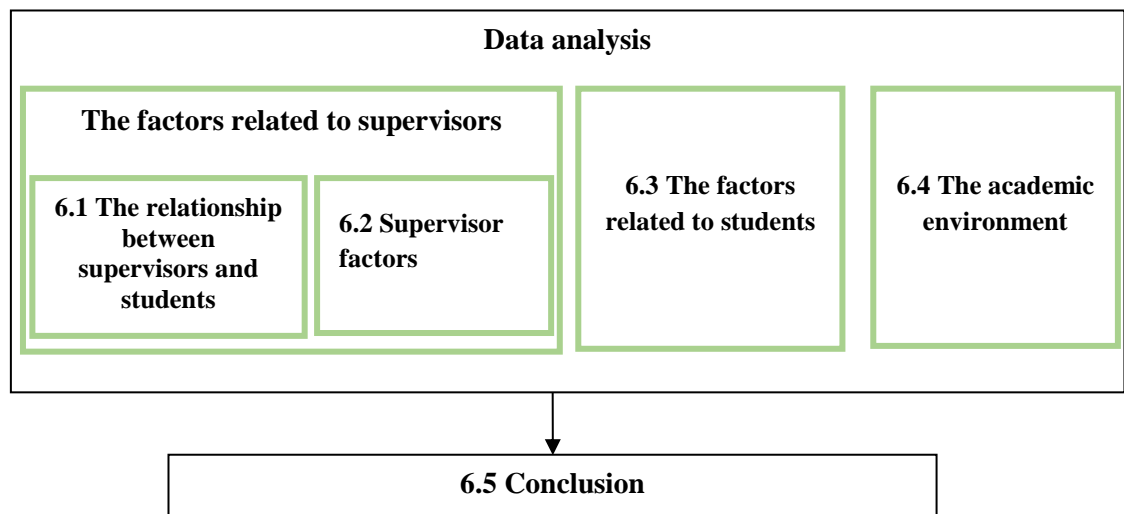 Data analysis
The factors related to supervisors
6.1 The relationship
between
supervisors and
students
6.2 Supervisor
factors
6.3 The factors
related to students
6.4 The academic
environment
6.5 Conclusion